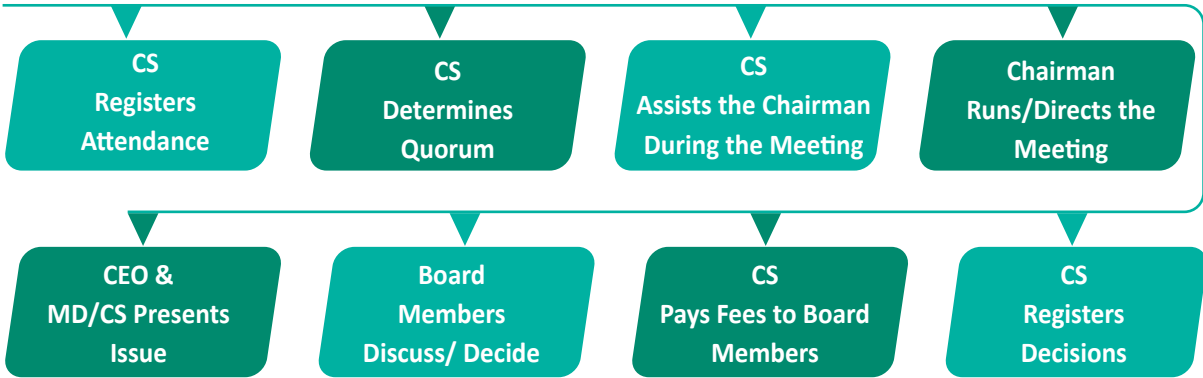 CS
Registers
Attendance
CS
Determines
Quorum
CS
Assists the Chairman
During the Meeting
Chairman
Runs/Directs the
Meeting
CEO &
MD/CS Presents
Issue
Board
Members
Discuss/ Decide
CS
Pays Fees to Board
Members
CS
Registers
Decisions